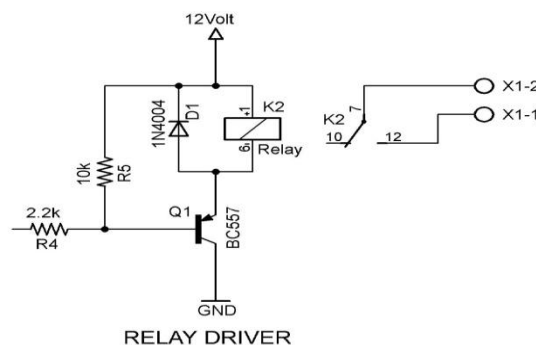 12Volt
1N4004
D1
+1
K2
6
Relay
10k
R5
2.2k
R4
Q1
BC557
GND
K2
7
10
12
X1-2
X1-1
RELAY DRIVER